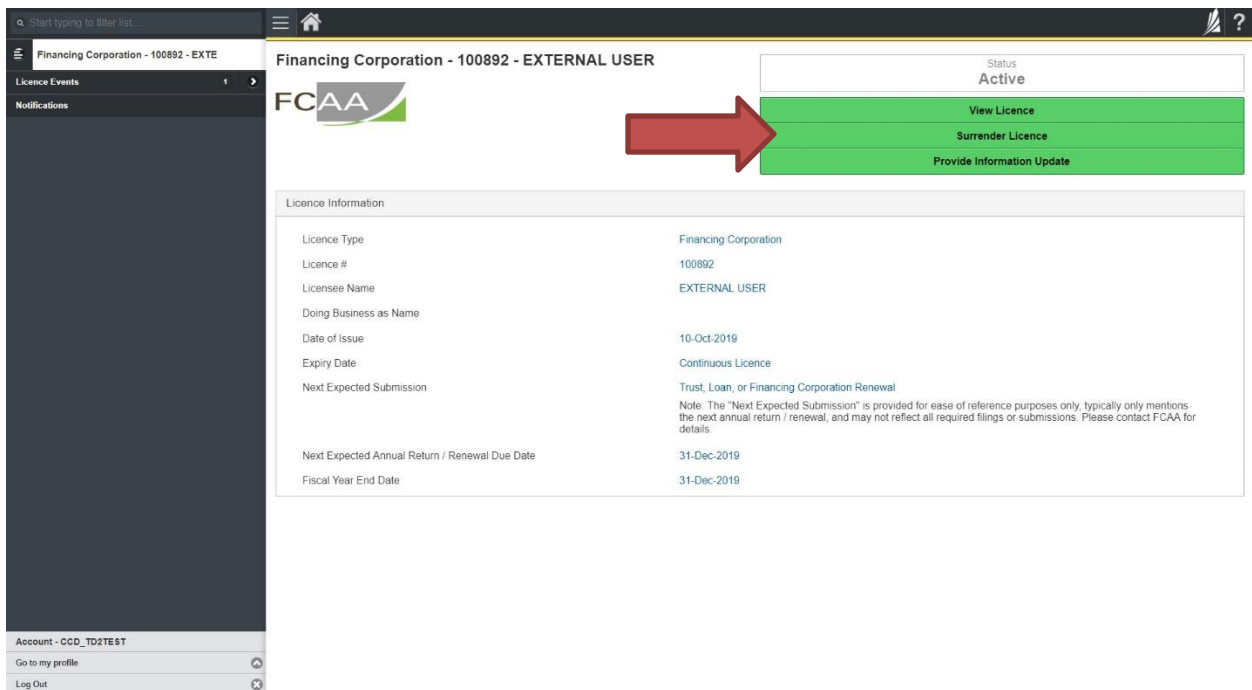 Start typing to filter list...
Financing Corporation - 100892 - EXTE
Licence Events 1
Notifications
Financing Corporation - 100892 - EXTERNAL USER
FCAA
Status
Active
View Licence
Surrender Licence
Provide Information Update
Licence Information
Licence Type Financing Corporation
Licence # 100892
Licensee Name EXTERNAL USER
Doing Business as Name
Date of Issue 10-Oct-2019
Expiry Date Continuous Licence
Next Expected Submission Trust, Loan, or Financing Corporation Renewal
Note: The "Next Expected Submission" is provided for ease of reference purposes only, typically only mentions
the next annual return / renewal, and may not reflect all required filings or submissions. Please contact FCAA for
details.
Next Expected Annual Return / Renewal Due Date 31-Dec-2019
Fiscal Year End Date 31-Dec-2019
Account - CCD_TD2TEST
Go to my profile
Log Out
?